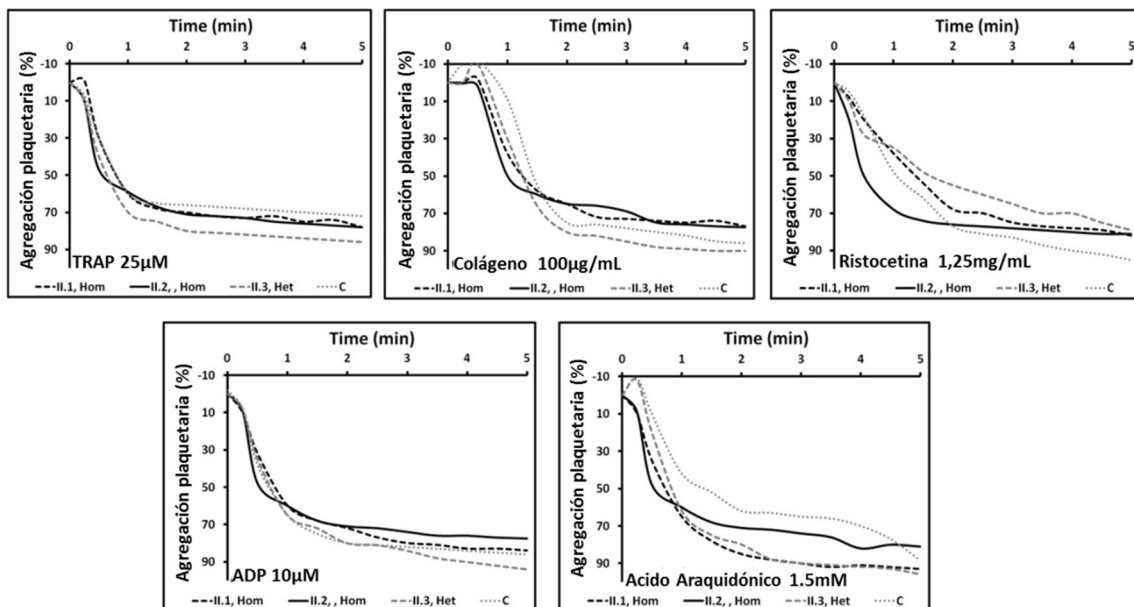 Time (min)
0 1 2 3 4 5
Agregación plaquetaria (%)
-10
10
30
50
70
90
TRAP 25µM
II.1, Hom II.2, , Hom II.3, Het C
Time (min)
0 1 2 3 4 5
Agregación plaquetaria (%)
-10
10
30
50
70
90
Colágeno 100µg/mL
II.1, Hom II.2, , Hom II.3, Het C
Time (min)
0 1 2 3 4 5
Agregación plaquetaria (%)
-10
10
30
50
70
90
Ristocetina 1,25mg/mL
II.1, Hom II.2, , Hom II.3, Het C
Time (min)
0 1 2 3 4 5
Agregación plaquetaria (%)
-10
10
30
50
70
90
ADP 10µM
II.1, Hom II.2, , Hom II.3, Het C
Time (min)
0 1 2 3 4 5
Agregación plaquetaria (%)
-10
10
30
50
70
90
Acido Araquidónico 1.5mM
II.1, Hom II.2, , Hom II.3, Het C